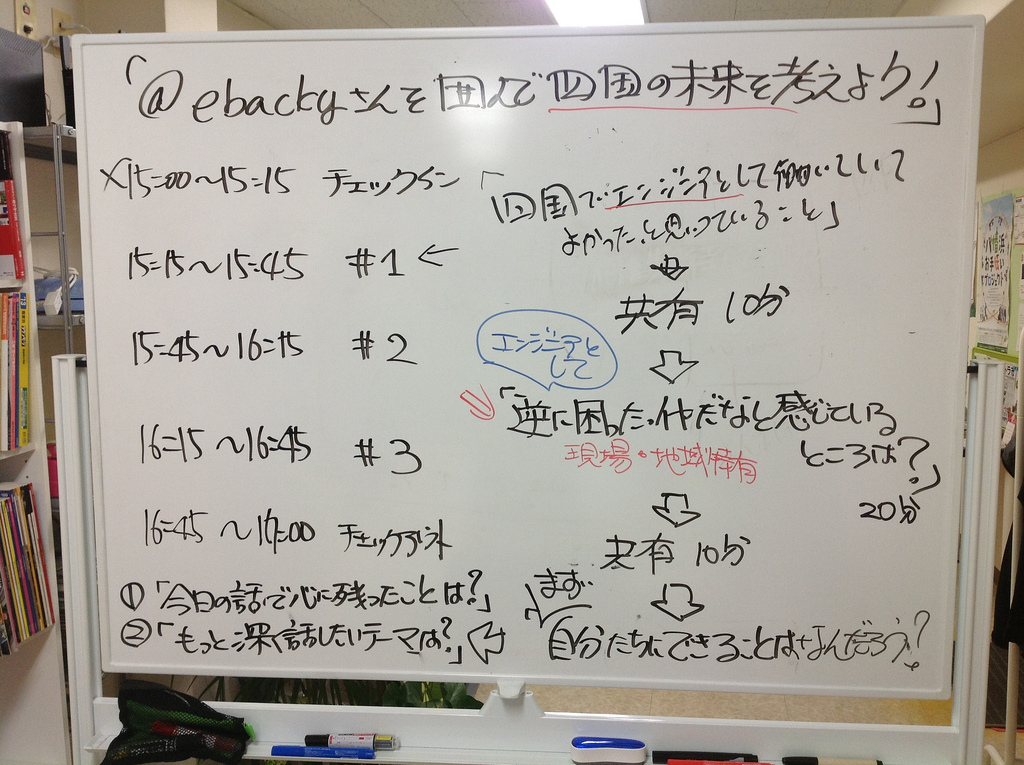 「@ebackyさんを囲んで四国の未来を考えよう!」
×15:00〜15:15 チェックイン
15:15〜15:45 #1 ←
15:45〜16:15 #2
16:15〜16:45 #3
16:45〜17:00 チェックアウト
①「今日の話で心に残ったことは?」
②「もっと深く話したいテーマは?」
「四国でエンジニアとして働いていて
よかったと思っていること」
共有 10分
エンジニアと
して
「逆に困った・イヤだなと感じている
ところは?」
現場・地域特有
20分
共有 10分
まず
自分たちにできることはなんだろう?